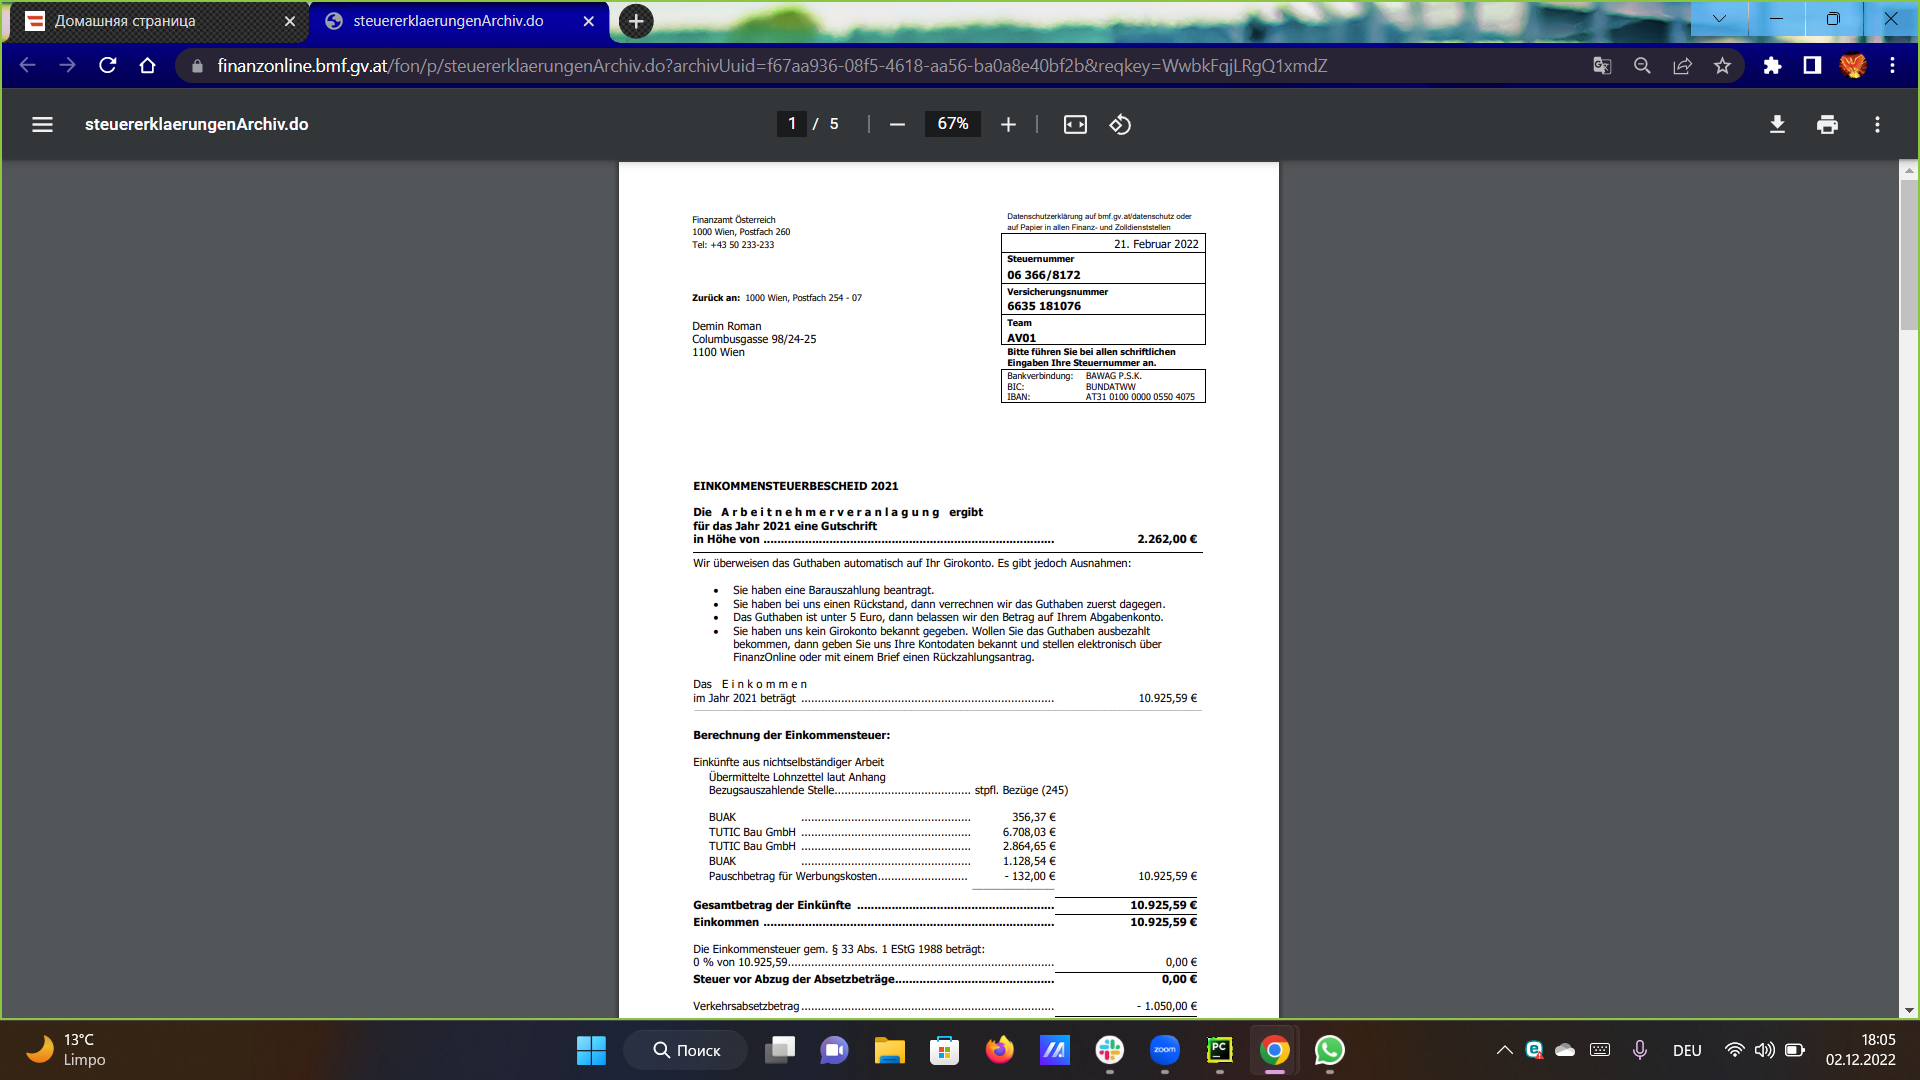 Домашняя страница
steuererklaerungenArchiv.do
finanzonline.bmf.gv.at/fon/p/steuererklaerungenArchiv.do?archivUuid=f67aa936-08f5-4618-aa56-ba0a8e40bf2b&reqkey=WwbkFqjLRgQ1xmdZ
steuererklaerungenArchiv.do
1 / 5
67%
Finanzamt Österreich
1000 Wien, Postfach 260
Tel: +43 50 233-233
Datenschutzerklärung auf bmf.gv.at/datenschutz oder
auf Papier in allen Finanz- und Zolldienststellen
21. Februar 2022
Steuernummer
06 366/8172
Versicherungsnummer
6635 181076
Team
AV01
Zurück an: 1000 Wien, Postfach 254 - 07
Demin Roman
Columbusgasse 98/24-25
1100 Wien
Bitte führen Sie bei allen schriftlichen
Eingaben Ihre Steuernummer an.
Bankverbindung: BAWAG P.S.K.
BIC: BUNDATWW
IBAN: AT31 0100 0000 0550 4075
EINKOMMENSTEUERBESCHEID 2021
Die A r b e i t n e h m e r v e r a n l a g u n g ergibt
für das Jahr 2021 eine Gutschrift
in Höhe von ........................................ 2.262,00 €
Wir überweisen das Guthaben automatisch auf Ihr Girokonto. Es gibt jedoch Ausnahmen:
• Sie haben eine Barauszahlung beantragt.
• Sie haben bei uns einen Rückstand, dann verrechnen wir das Guthaben zuerst dagegen.
• Das Guthaben ist unter 5 Euro, dann belassen wir den Betrag auf Ihrem Abgabenkonto.
• Sie haben uns kein Girokonto bekannt gegeben. Wollen Sie das Guthaben ausbezahlt
bekommen, dann geben Sie uns Ihre Kontodaten bekannt und stellen elektronisch über
FinanzOnline oder mit einem Brief einen Rückzahlungsantrag.
Das E i n k o m m e n
im Jahr 2021 beträgt ........................................ 10.925,59 €
Berechnung der Einkommensteuer:
Einkünfte aus nichtselbständiger Arbeit
Übermittelte Lohnzettel laut Anhang
Bezugsauszahlende Stelle........................................ stpfl. Bezüge (245)
BUAK ........................................ 356,37 €
TUTIC Bau GmbH ........................................ 6.708,03 €
TUTIC Bau GmbH ........................................ 2.864,65 €
BUAK ........................................ 1.128,54 €
Pauschbetrag für Werbungskosten........................... - 132,00 € 10.925,59 €
Gesamtbetrag der Einkünfte ........................................ 10.925,59 €
Einkommen ........................................ 10.925,59 €
Die Einkommensteuer gem. § 33 Abs. 1 EStG 1988 beträgt:
0 % von 10.925,59........................................ 0,00 €
Steuer vor Abzug der Absetzbeträge........................................ 0,00 €
Verkehrsabsetzbetrag ........................................ - 1.050,00 €
13°C
Limpo
Поиск
zoom
PC
DEU
18:05
02.12.2022